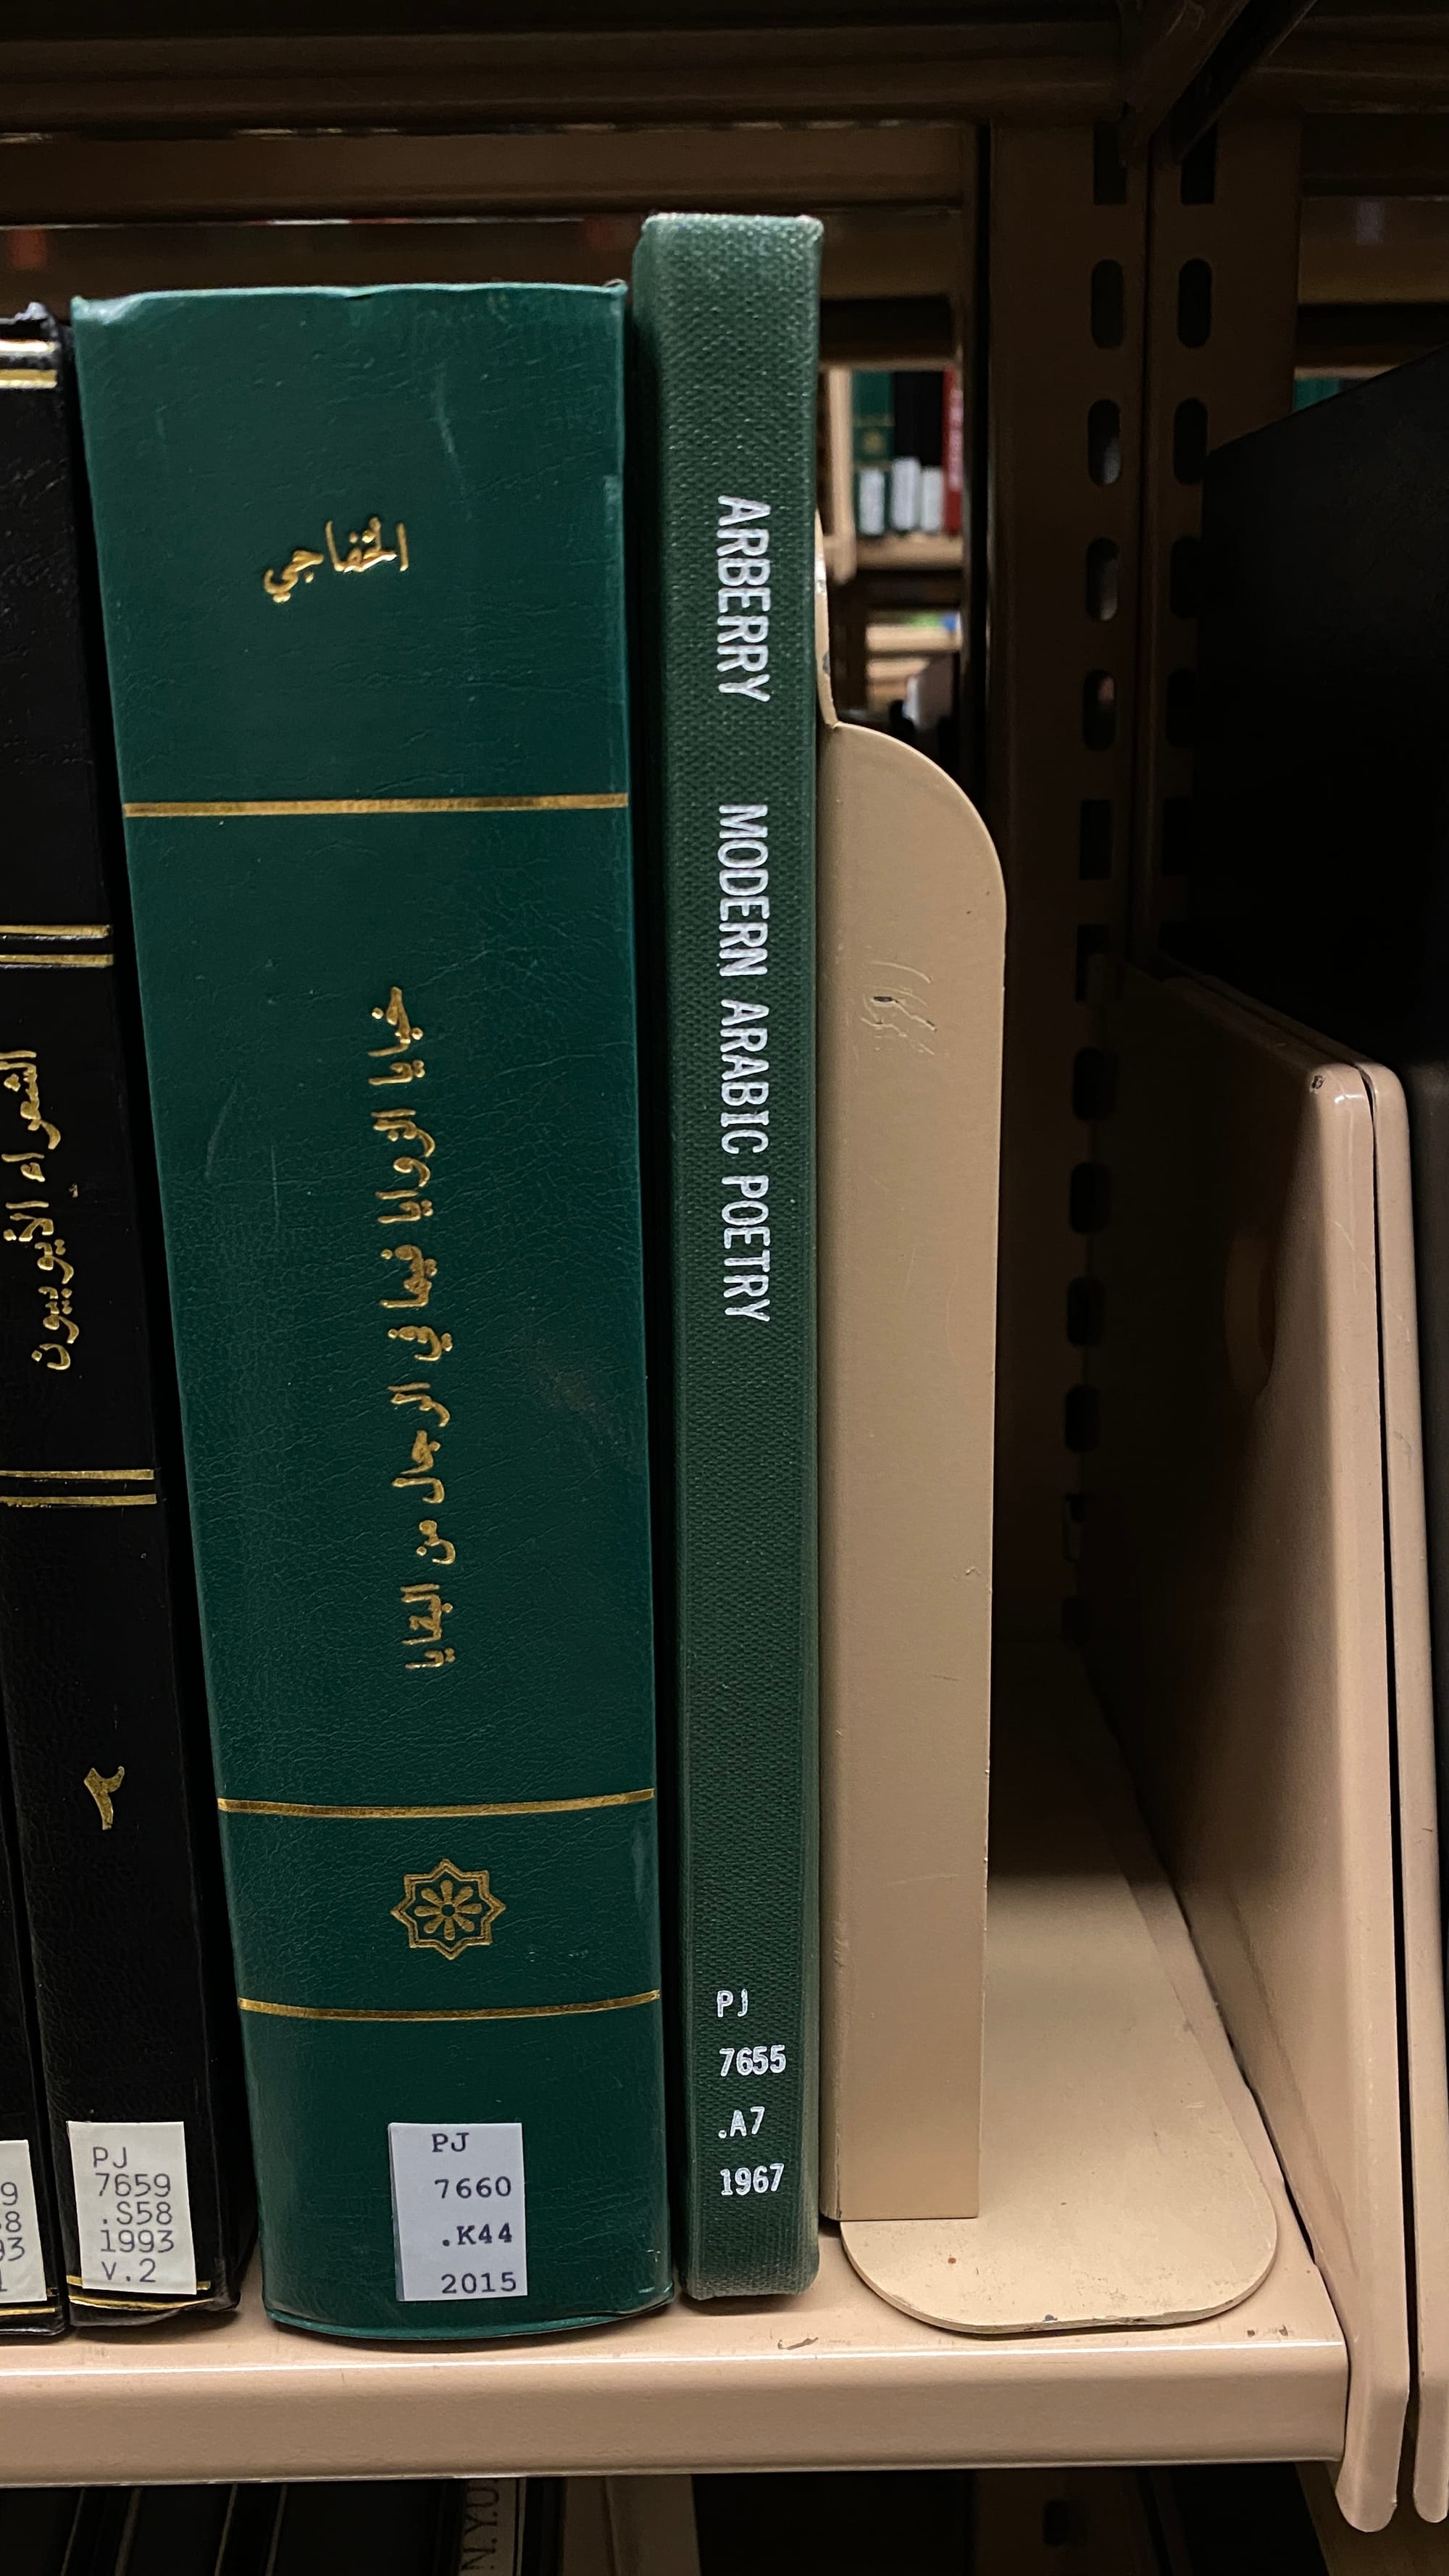 الشعراء الأيوبيون
٢
PJ
7659
.S58
1993
v.2
الخفاجي
خبايا الزوايا فيما في الرجال من البقايا
PJ
7660
.K44
2015
ARBERRY MODERN ARABIC POETRY
PJ
7655
.A7
1967
N.Y.U